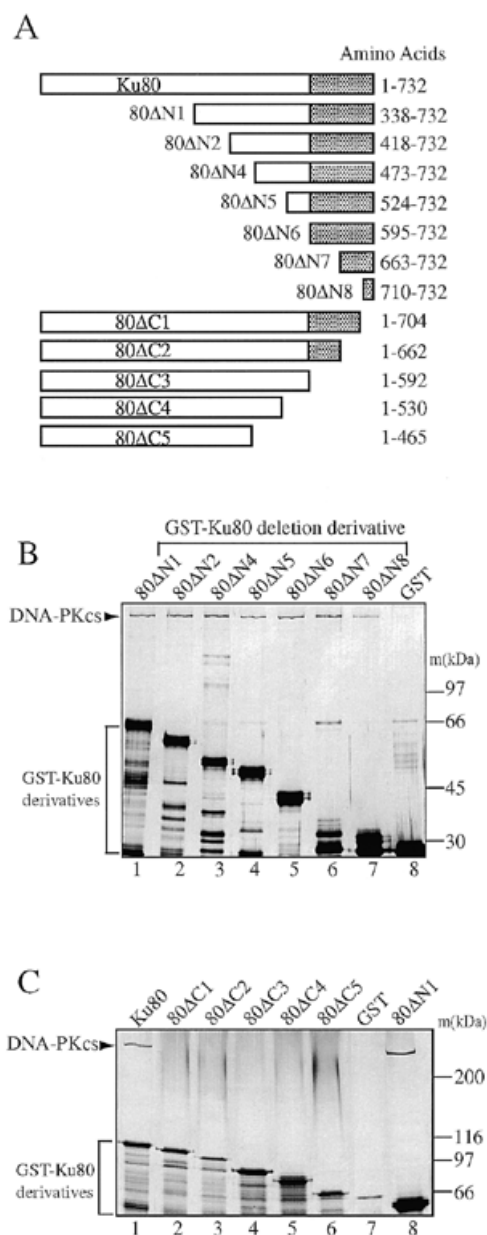 A
Amino Acids
Ku80 1-732
80ΔN1 338-732
80ΔN2 418-732
80ΔN4 473-732
80ΔN5 524-732
80ΔN6 595-732
80ΔN7 663-732
80ΔN8 710-732
80ΔC1 1-704
80ΔC2 1-662
80ΔC3 1-592
80ΔC4 1-530
80ΔC5 1-465
B
GST-Ku80 deletion derivative
80ΔN1 80ΔN2 80ΔN4 80ΔN5 80ΔN6 80ΔN7 80ΔN8 GST
DNA-PKcs
m(kDa)
97
66
GST-Ku80
derivatives
45
30
1 2 3 4 5 6 7 8
C
Ku80 80ΔC1 80ΔC2 80ΔC3 80ΔC4 80ΔC5 GST 80ΔN1
m(kDa)
DNA-PKcs
200
116
97
GST-Ku80
derivatives
66
1 2 3 4 5 6 7 8